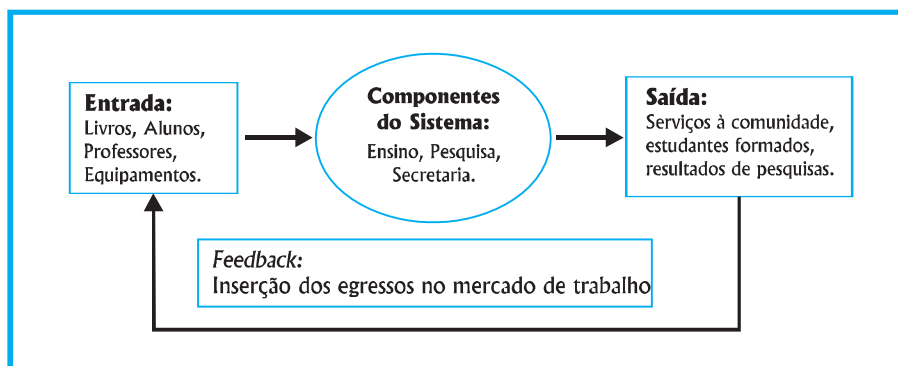 Entrada:
Livros, Alunos,
Professores,
Equipamentos.
Componentes
do Sistema:
Ensino, Pesquisa,
Secretaria.
Saída:
Serviços à comunidade,
estudantes formados,
resultados de pesquisas.
Feedback:
Inserção dos egressos no mercado de trabalho